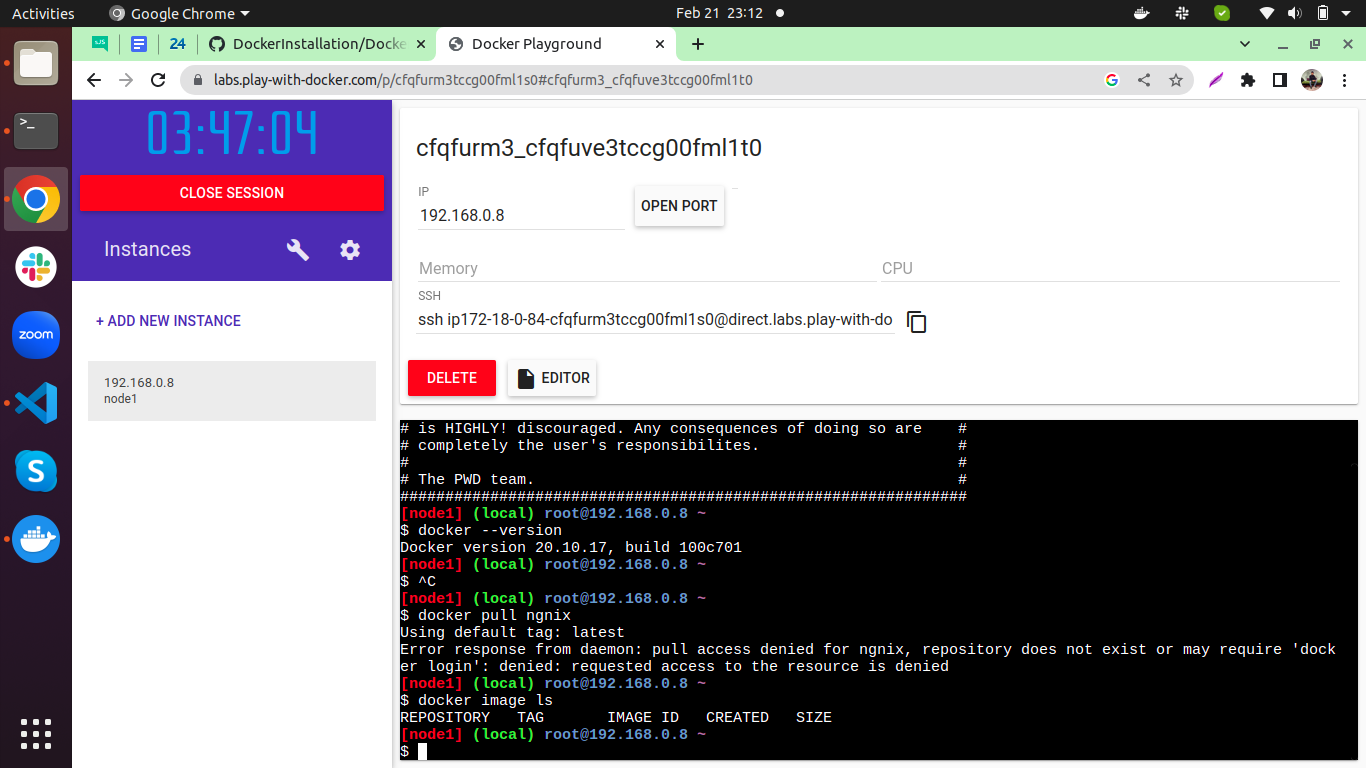 Activities
Google Chrome
Feb 21 23:12
sJS
24
DockerInstallation/Docke
Docker Playground
labs.play-with-docker.com/p/cfqfurm3tccg00fml1s0#cfqfurm3_cfqfuve3tccg00fml1t0
03:47:04
CLOSE SESSION
Instances
+ ADD NEW INSTANCE
192.168.0.8
node1
cfqfurm3_cfqfuve3tccg00fml1t0
IP
192.168.0.8
OPEN PORT
Memory
CPU
SSH
ssh ip172-18-0-84-cfqfurm3tccg00fml1s0@direct.labs.play-with-do
DELETE
EDITOR
# is HIGHLY! discouraged. Any consequences of doing so are    #
# completely the user's responsibilites.                      #
#                                                             #
# The PWD team.                                               #
###############################################################
[node1] (local) root@192.168.0.8 ~
$ docker --version
Docker version 20.10.17, build 100c701
[node1] (local) root@192.168.0.8 ~
$ ^C
[node1] (local) root@192.168.0.8 ~
$ docker pull ngnix
Using default tag: latest
Error response from daemon: pull access denied for ngnix, repository does not exist or may require 'dock
er login': denied: requested access to the resource is denied
[node1] (local) root@192.168.0.8 ~
$ docker image ls
REPOSITORY   TAG       IMAGE ID   CREATED   SIZE
[node1] (local) root@192.168.0.8 ~
$
zoom